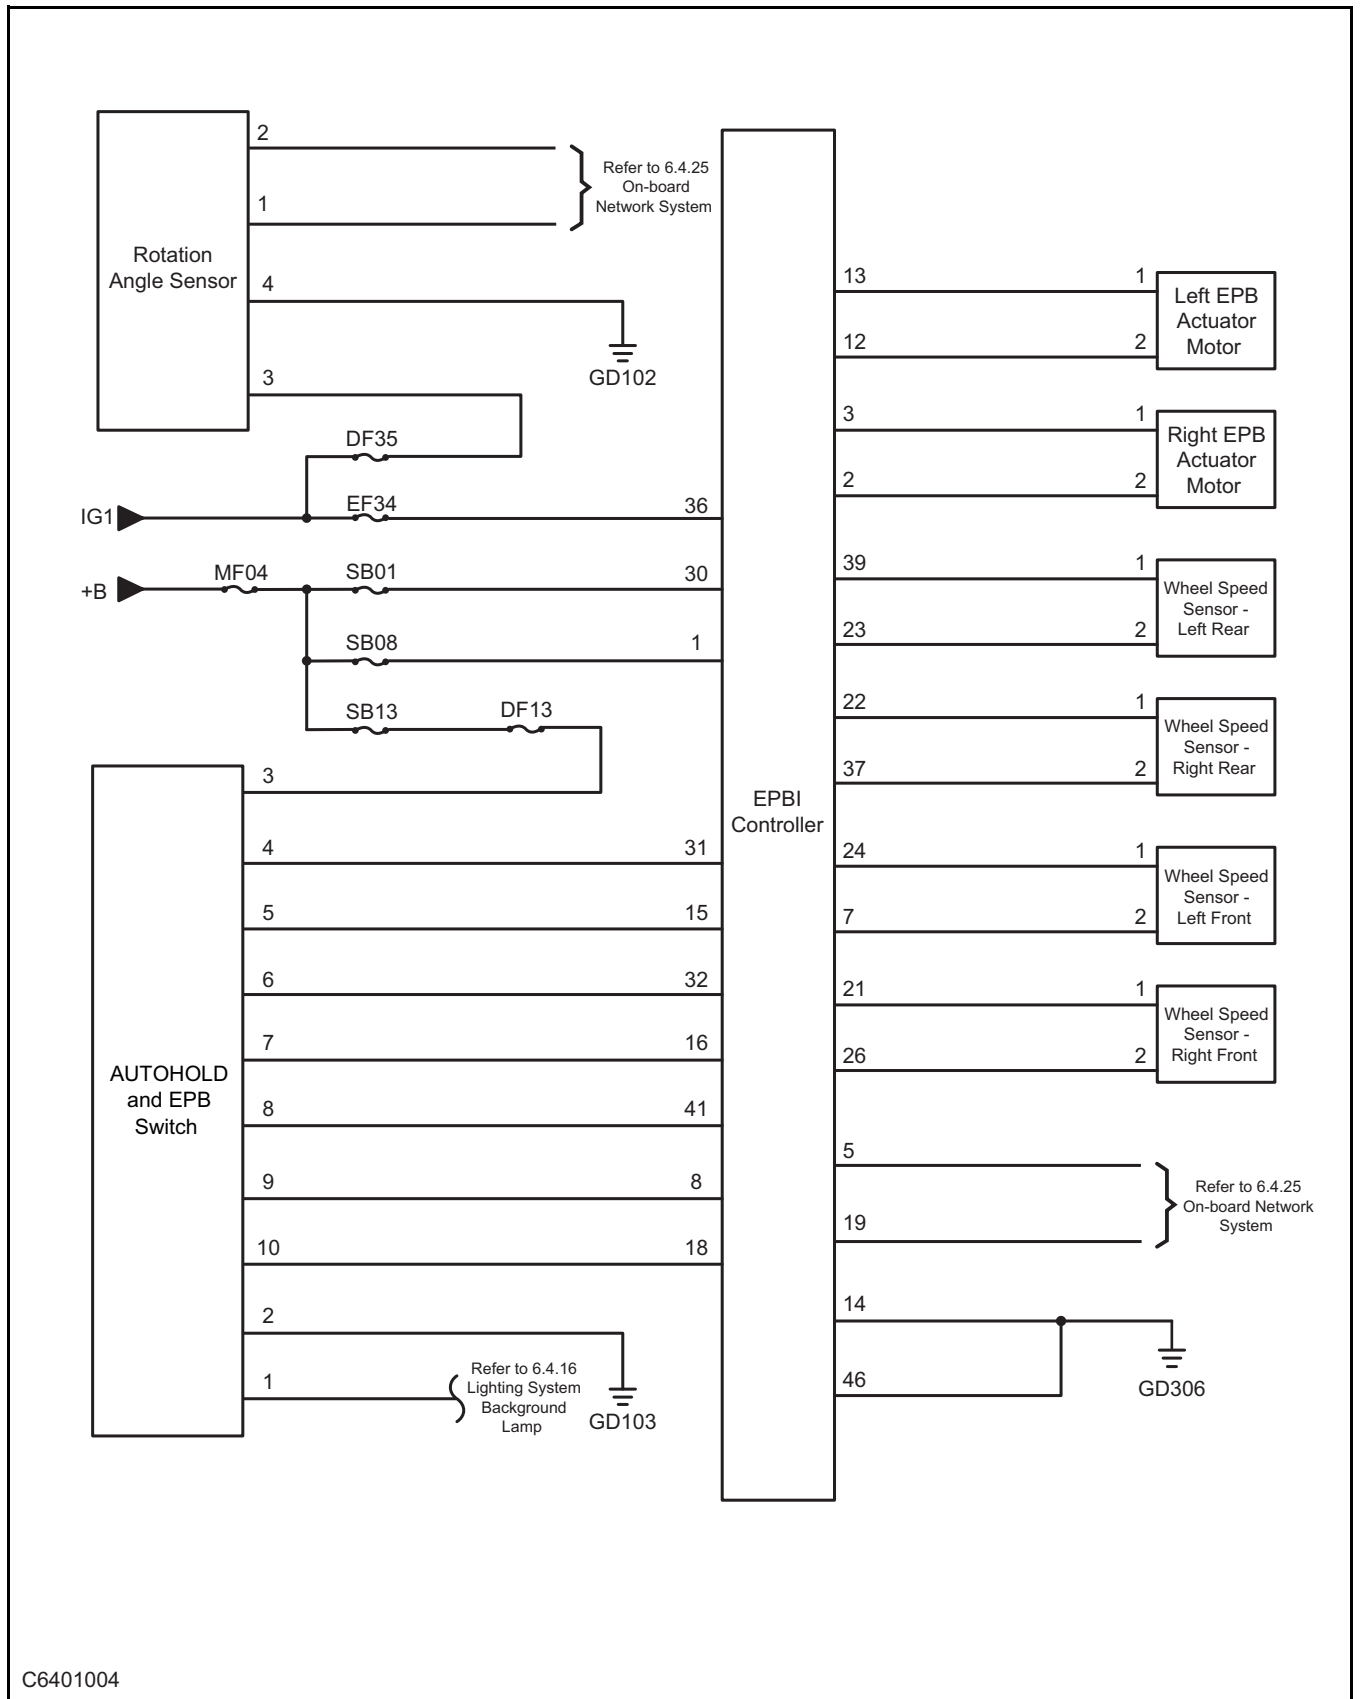 2
Refer to 6.4.25
On-board
Network System
1
Rotation
Angle Sensor
4
GD102
3
DF35
IG1
EF34
36
+B
MF04
SB01
30
SB08
1
SB13
DF13
3
4
31
5
15
6
32
7
16
AUTOHOLD
and EPB
Switch
8
41
9
8
10
18
2
GD103
1
Refer to 6.4.16
Lighting System
Background
Lamp
EPBI
Controller
13
1
12
2
Left EPB
Actuator
Motor
3
1
2
2
Right EPB
Actuator
Motor
39
1
23
2
Wheel Speed
Sensor -
Left Rear
22
1
37
2
Wheel Speed
Sensor -
Right Rear
24
1
7
2
Wheel Speed
Sensor -
Left Front
21
1
26
2
Wheel Speed
Sensor -
Right Front
5
19
Refer to 6.4.25
On-board Network
System
14
46
GD306
C6401004